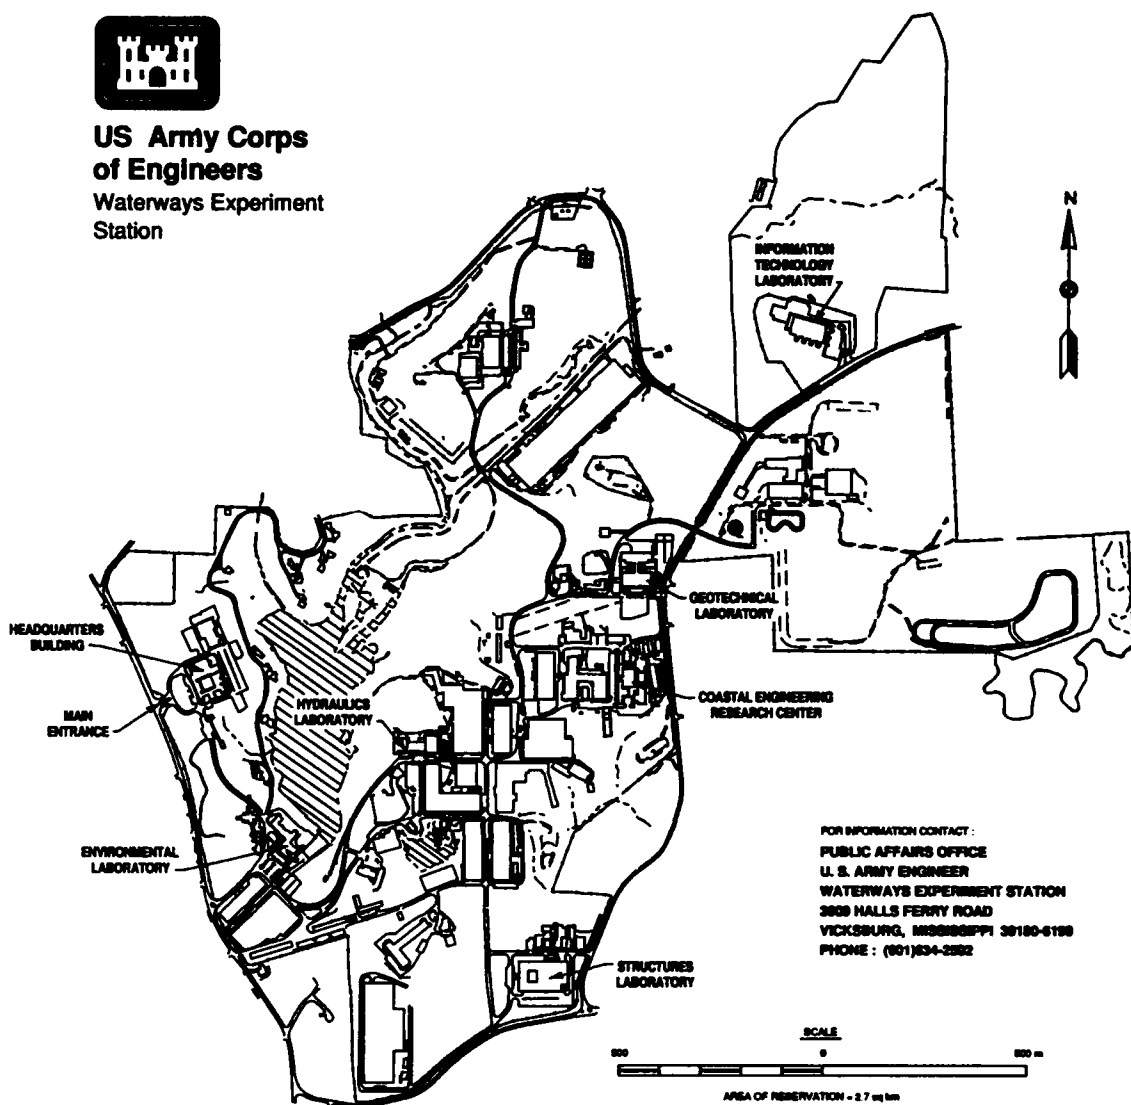 US Army Corps
of Engineers
Waterways Experiment
Station
N
INFORMATION
TECHNOLOGY
LABORATORY
GEOTECHNICAL
LABORATORY
HEADQUARTERS
BUILDING
MAIN
ENTRANCE
HYDRAULICS
LABORATORY
COASTAL ENGINEERING
RESEARCH CENTER
ENVIRONMENTAL
LABORATORY
STRUCTURES
LABORATORY
FOR INFORMATION CONTACT :
PUBLIC AFFAIRS OFFICE
U. S. ARMY ENGINEER
WATERWAYS EXPERIMENT STATION
3909 HALLS FERRY ROAD
VICKSBURG, MISSISSIPPI 39180-6199
PHONE : (601)634-2502
SCALE
500 0 500 m
AREA OF RESERVATION = 2.7 sq km